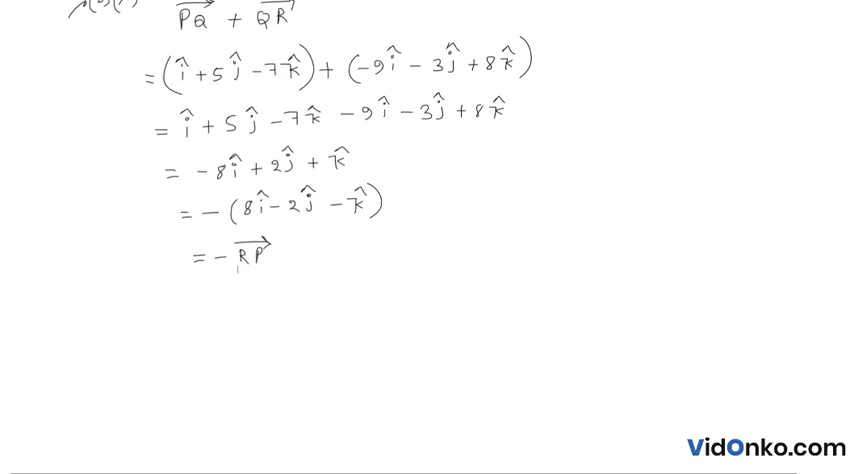 PQ⃗ + QR⃗
= (î + 5ĵ - 7k̂) + (-9î - 3ĵ + 8k̂)
= î + 5ĵ - 7k̂ - 9î - 3ĵ + 8k̂
= -8î + 2ĵ + k̂
= -(8î - 2ĵ - k̂)
= - RP⃗
VidOnko.com